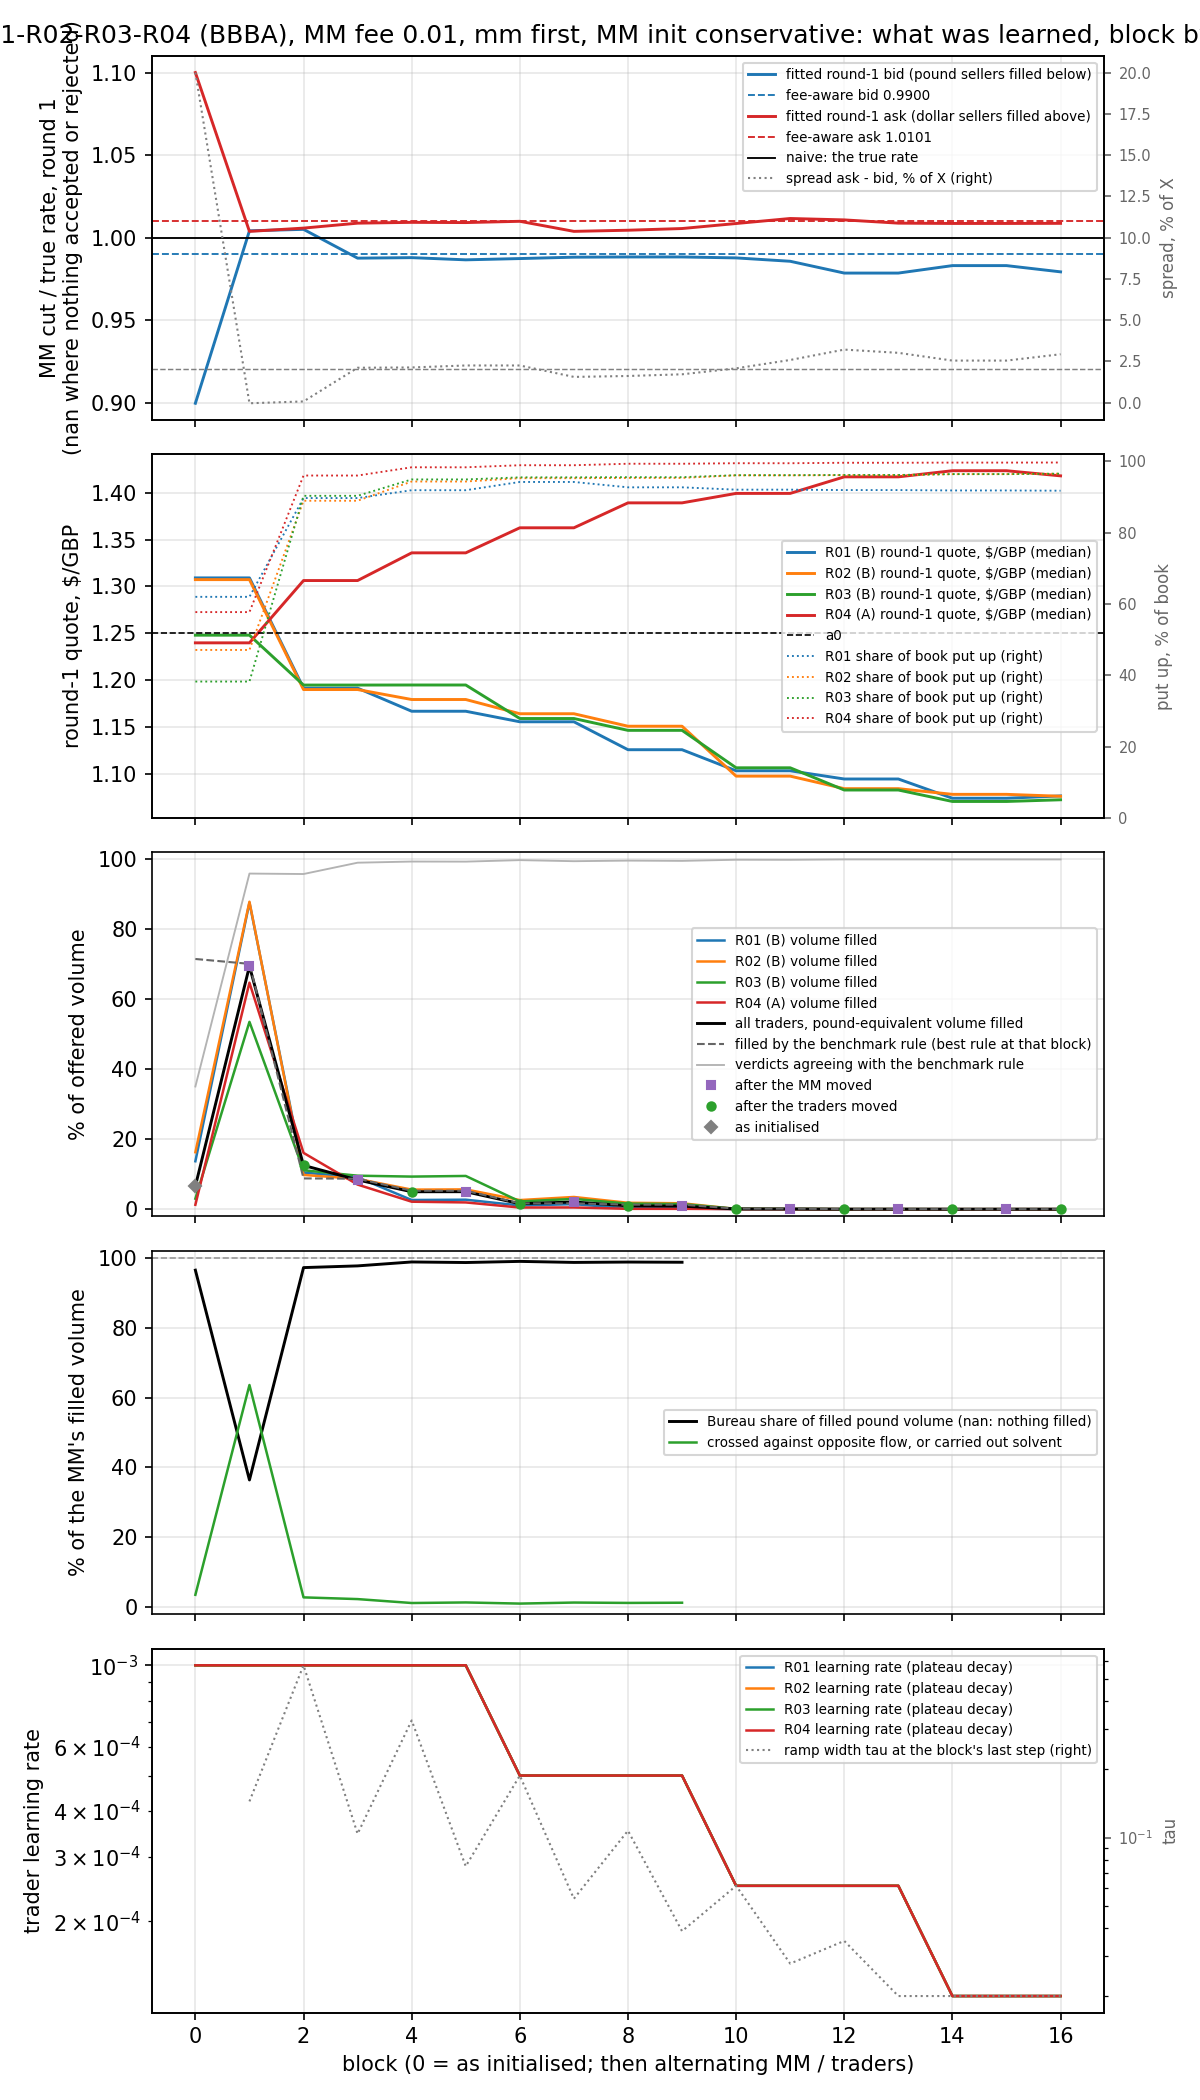 1-R02-R03-R04 (BBBA), MM fee 0.01, mm first, MM init conservative: what was learned, block b
MM cut / true rate, round 1
(nan where nothing accepted or rejected)
1.10
1.05
1.00
0.95
0.90
fitted round-1 bid (pound sellers filled below)
fee-aware bid 0.9900
fitted round-1 ask (dollar sellers filled above)
fee-aware ask 1.0101
naive: the true rate
spread ask - bid, % of X (right)
20.0
17.5
15.0
12.5
10.0
7.5
5.0
2.5
0.0
spread, % of X
round-1 quote, $/GBP
1.40
1.35
1.30
1.25
1.20
1.15
1.10
R01 (B) round-1 quote, $/GBP (median)
R02 (B) round-1 quote, $/GBP (median)
R03 (B) round-1 quote, $/GBP (median)
R04 (A) round-1 quote, $/GBP (median)
a0
R01 share of book put up (right)
R02 share of book put up (right)
R03 share of book put up (right)
R04 share of book put up (right)
100
80
60
40
20
0
put up, % of book
% of offered volume
100
80
60
40
20
0
R01 (B) volume filled
R02 (B) volume filled
R03 (B) volume filled
R04 (A) volume filled
all traders, pound-equivalent volume filled
filled by the benchmark rule (best rule at that block)
verdicts agreeing with the benchmark rule
after the MM moved
after the traders moved
as initialised
% of the MM's filled volume
100
80
60
40
20
0
Bureau share of filled pound volume (nan: nothing filled)
crossed against opposite flow, or carried out solvent
trader learning rate
10⁻³
6 × 10⁻⁴
4 × 10⁻⁴
3 × 10⁻⁴
2 × 10⁻⁴
R01 learning rate (plateau decay)
R02 learning rate (plateau decay)
R03 learning rate (plateau decay)
R04 learning rate (plateau decay)
ramp width tau at the block's last step (right)
10⁻¹
tau
0 2 4 6 8 10 12 14 16
block (0 = as initialised; then alternating MM / traders)